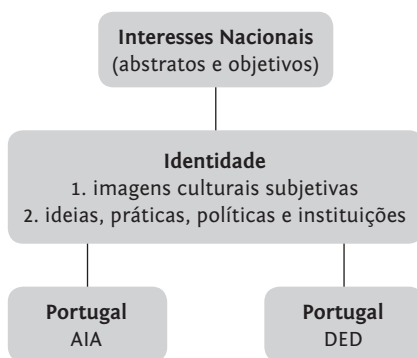 Interesses Nacionais
(abstratos e objetivos)
Identidade
1. imagens culturais subjetivas
2. ideias, práticas, políticas e instituições
Portugal
AIA
Portugal
DED